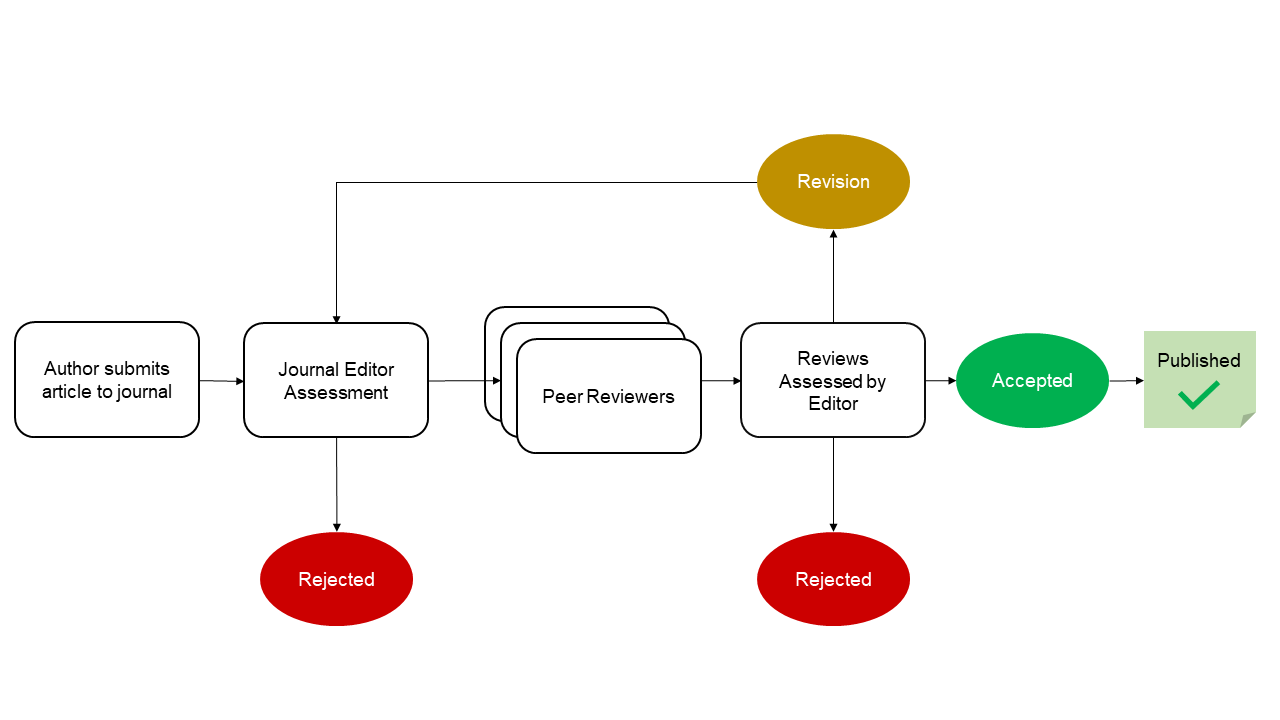 Revision
Author submits
article to journal
Journal Editor
Assessment
Peer Reviewers
Reviews
Assessed by
Editor
Accepted
Published
Rejected
Rejected